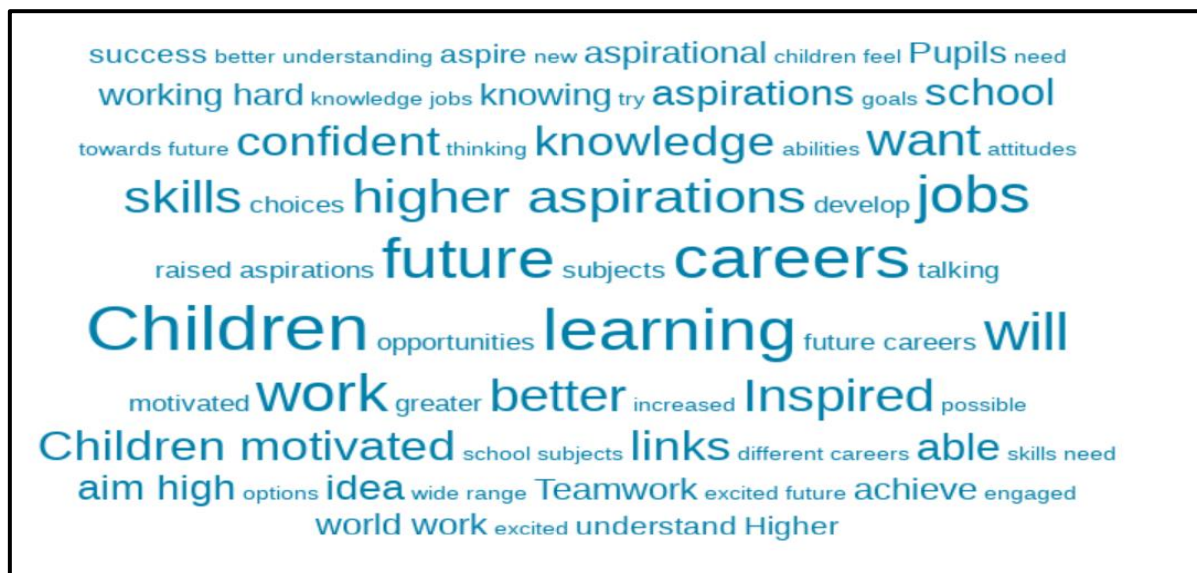 success better understanding aspire new aspirational children feel Pupils need
working hard knowledge jobs knowing try aspirations goals school
towards future confident thinking knowledge abilities want attitudes
skills choices higher aspirations develop jobs
raised aspirations future subjects careers talking
Children opportunities learning future careers will
motivated work greater better increased Inspired possible
Children motivated school subjects links different careers able skills need
aim high options idea wide range Teamwork excited future achieve engaged
world work excited understand Higher